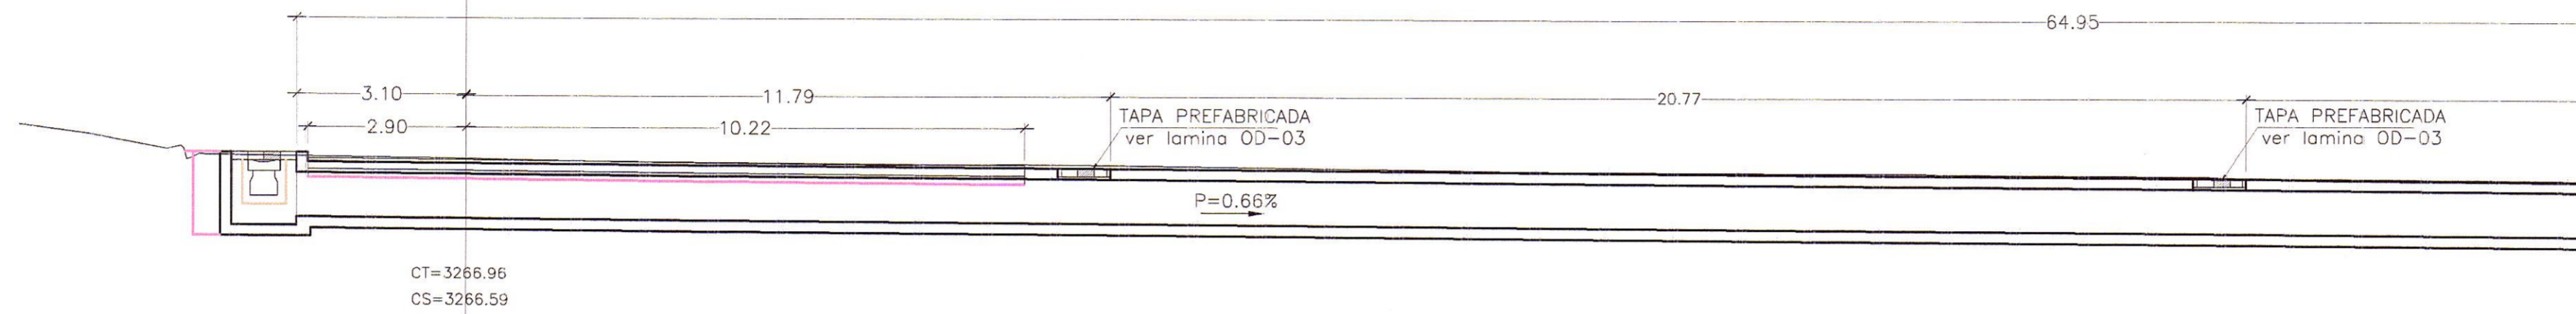 64.95
3.10
11.79
20.77
2.90
10.22
TAPA PREFABRICADA
ver lamina OD-03
TAPA PREFABRICADA
ver lamina OD-03
P=0.66%
CT=3266.96
CS=3266.59